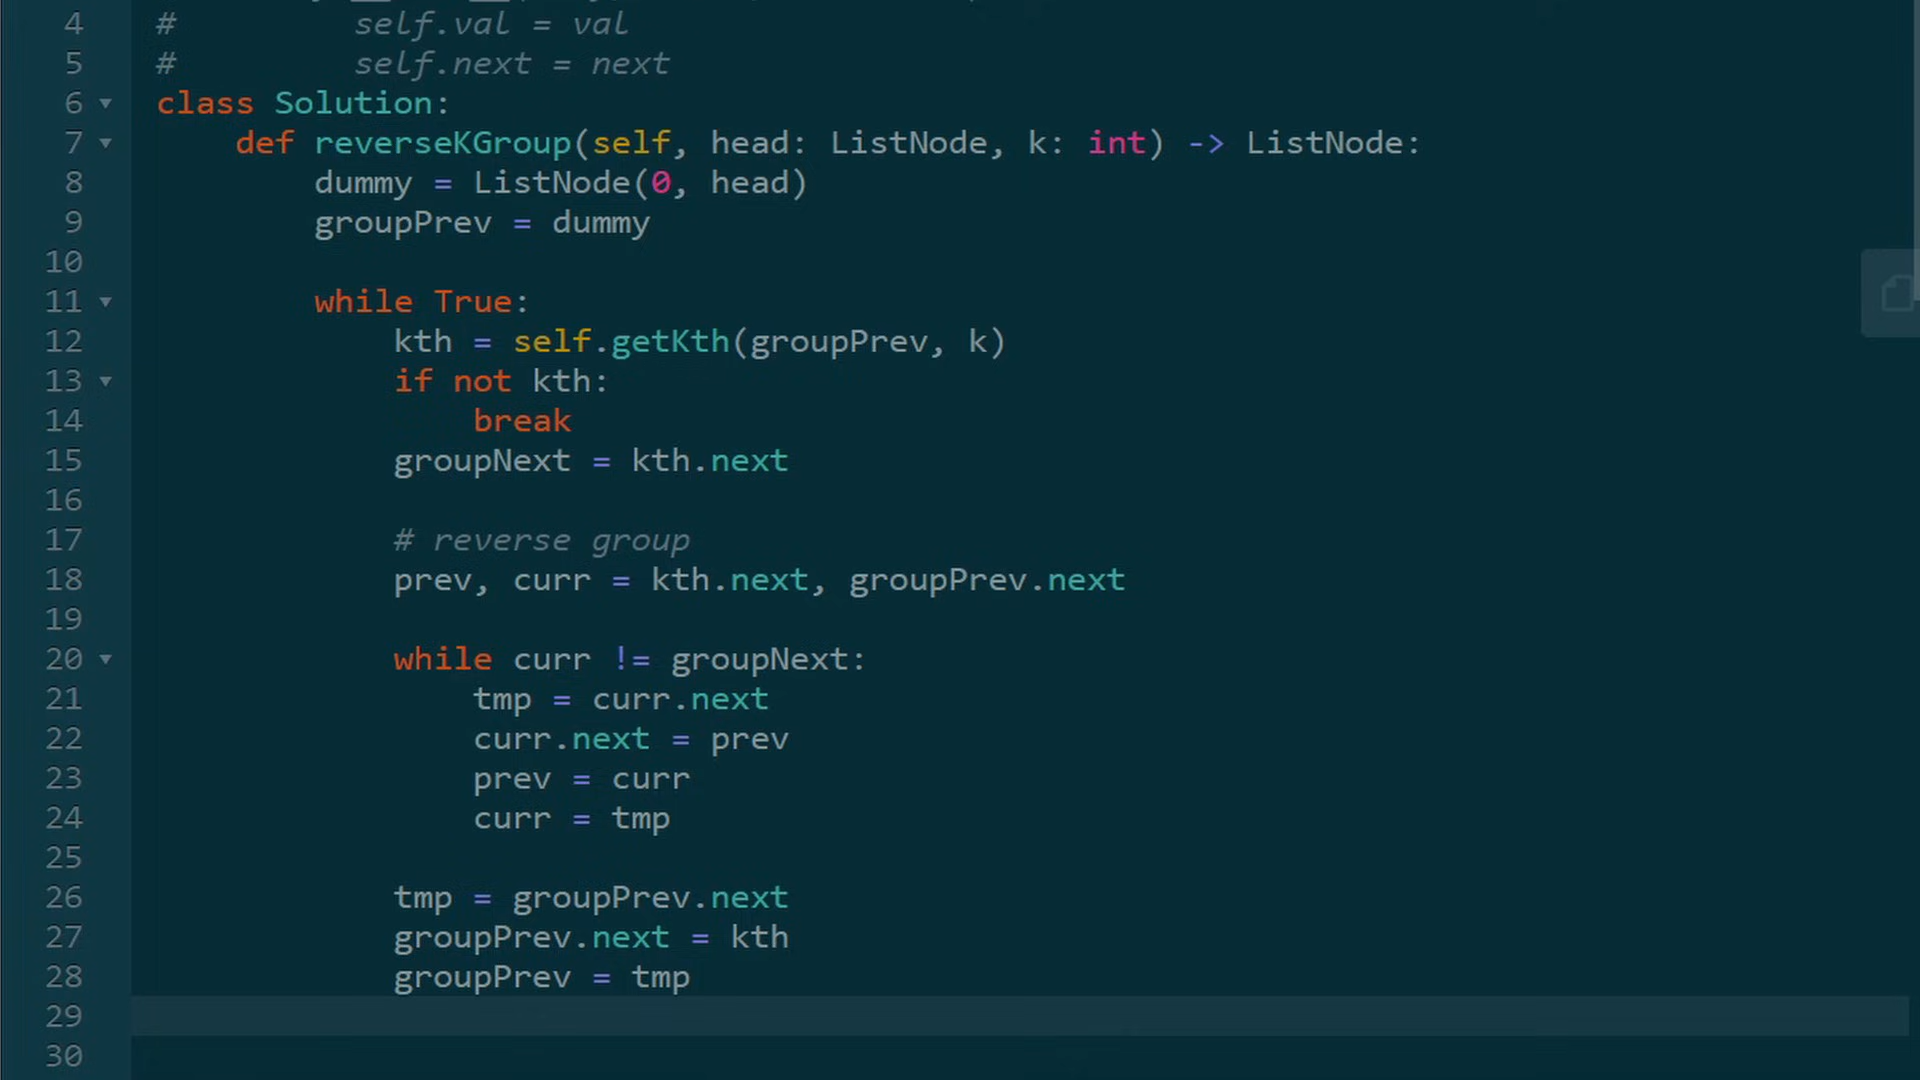 4 # self.val = val
5 # self.next = next
6 class Solution:
7 def reverseKGroup(self, head: ListNode, k: int) -> ListNode:
8 dummy = ListNode(0, head)
9 groupPrev = dummy
10
11 while True:
12 kth = self.getKth(groupPrev, k)
13 if not kth:
14 break
15 groupNext = kth.next
16
17 # reverse group
18 prev, curr = kth.next, groupPrev.next
19
20 while curr != groupNext:
21 tmp = curr.next
22 curr.next = prev
23 prev = curr
24 curr = tmp
25
26 tmp = groupPrev.next
27 groupPrev.next = kth
28 groupPrev = tmp
29
30